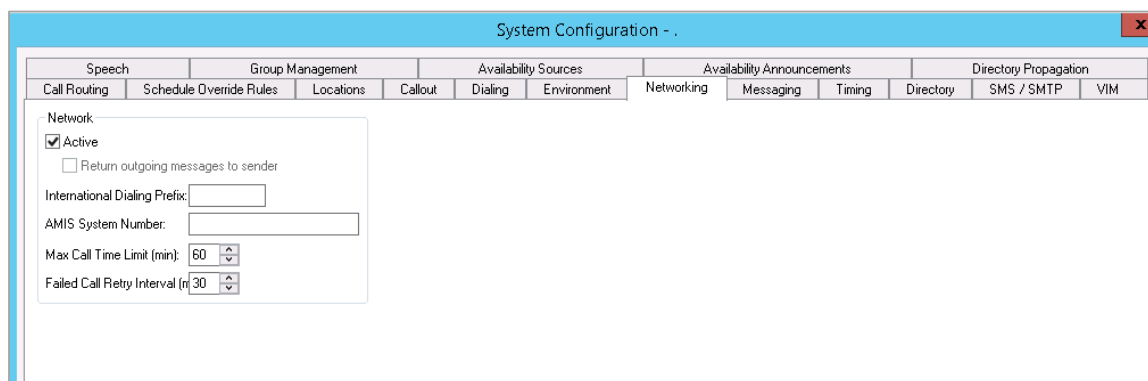 System Configuration - .
x
Speech Group Management Availability Sources Availability Announcements Directory Propagation
Call Routing Schedule Override Rules Locations Callout Dialing Environment Networking Messaging Timing Directory SMS / SMTP VIM
Network
Active
Return outgoing messages to sender
International Dialing Prefix:
AMIS System Number:
Max Call Time Limit (min): 60
Failed Call Retry Interval (r 30